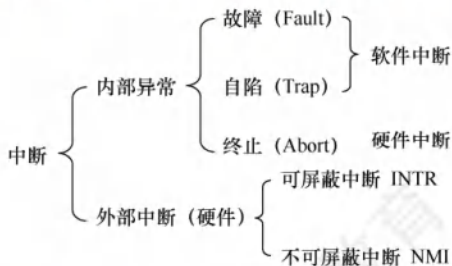 故障 (Fault)
软件中断
内部异常
自陷 (Trap)
中断
终止 (Abort)
硬件中断
可屏蔽中断 INTR
外部中断 (硬件)
不可屏蔽中断 NMI